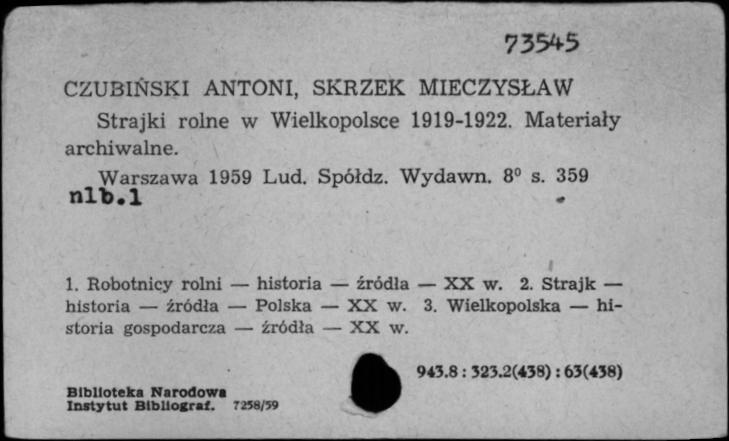 73545
CZUBIŃSKI ANTONI, SKRZEK MIECZYSŁAW
Strajki rolne w Wielkopolsce 1919-1922. Materiały
archiwalne.
Warszawa 1959 Lud. Spółdz. Wydawn. 8⁰ s. 359
nlb.1
1. Robotnicy rolni — historia — źródła — XX w. 2. Strajk —
historia — źródła — Polska — XX w. 3. Wielkopolska — hi-
storia gospodarcza — źródła — XX w.
943.8 : 323.2(438) : 63(438)
Biblioteka Narodowa
Instytut Bibliograf. 7258/59